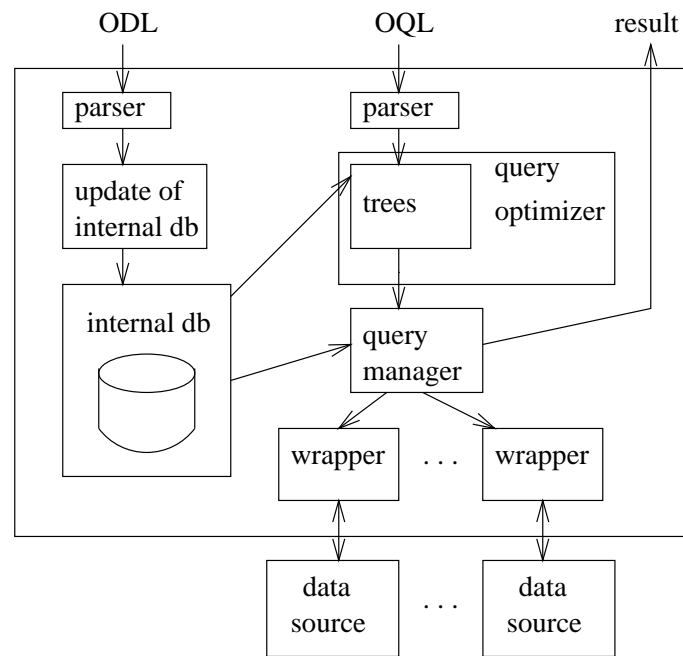 ODL
OQL
result
parser
parser
update of
internal db
trees
query
optimizer
internal db
query
manager
wrapper
. . .
wrapper
data
source
. . .
data
source